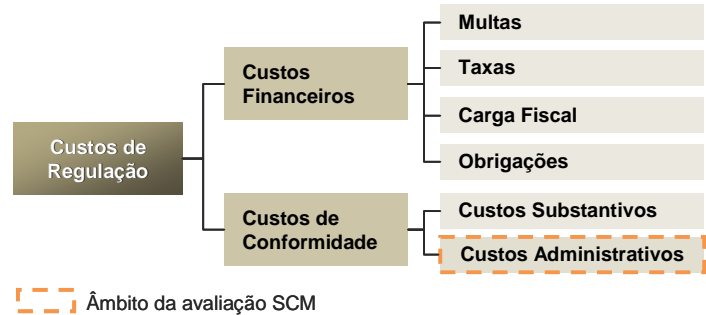 Custos de
Regulação
Custos
Financeiros
Multas
Taxas
Carga Fiscal
Obrigações
Custos de
Conformidade
Custos Substantivos
Custos Administrativos
Âmbito da avaliação SCM